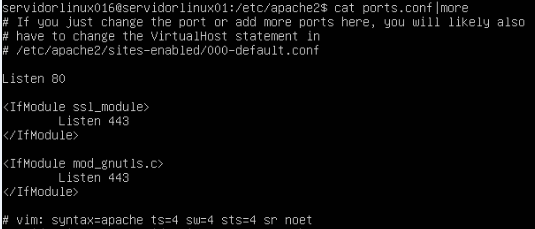 servidorlinux016@servidorlinux01:/etc/apache2$ cat ports.conf|more
# If you just change the port or add more ports here, you will likely also
# have to change the VirtualHost statement in
# /etc/apache2/sites-enabled/000-default.conf
Listen 80
<IfModule ssl_module>
Listen 443
</IfModule>
<IfModule mod_gnutls.c>
Listen 443
</IfModule>
# vim: syntax=apache ts=4 sw=4 sts=4 sr noet